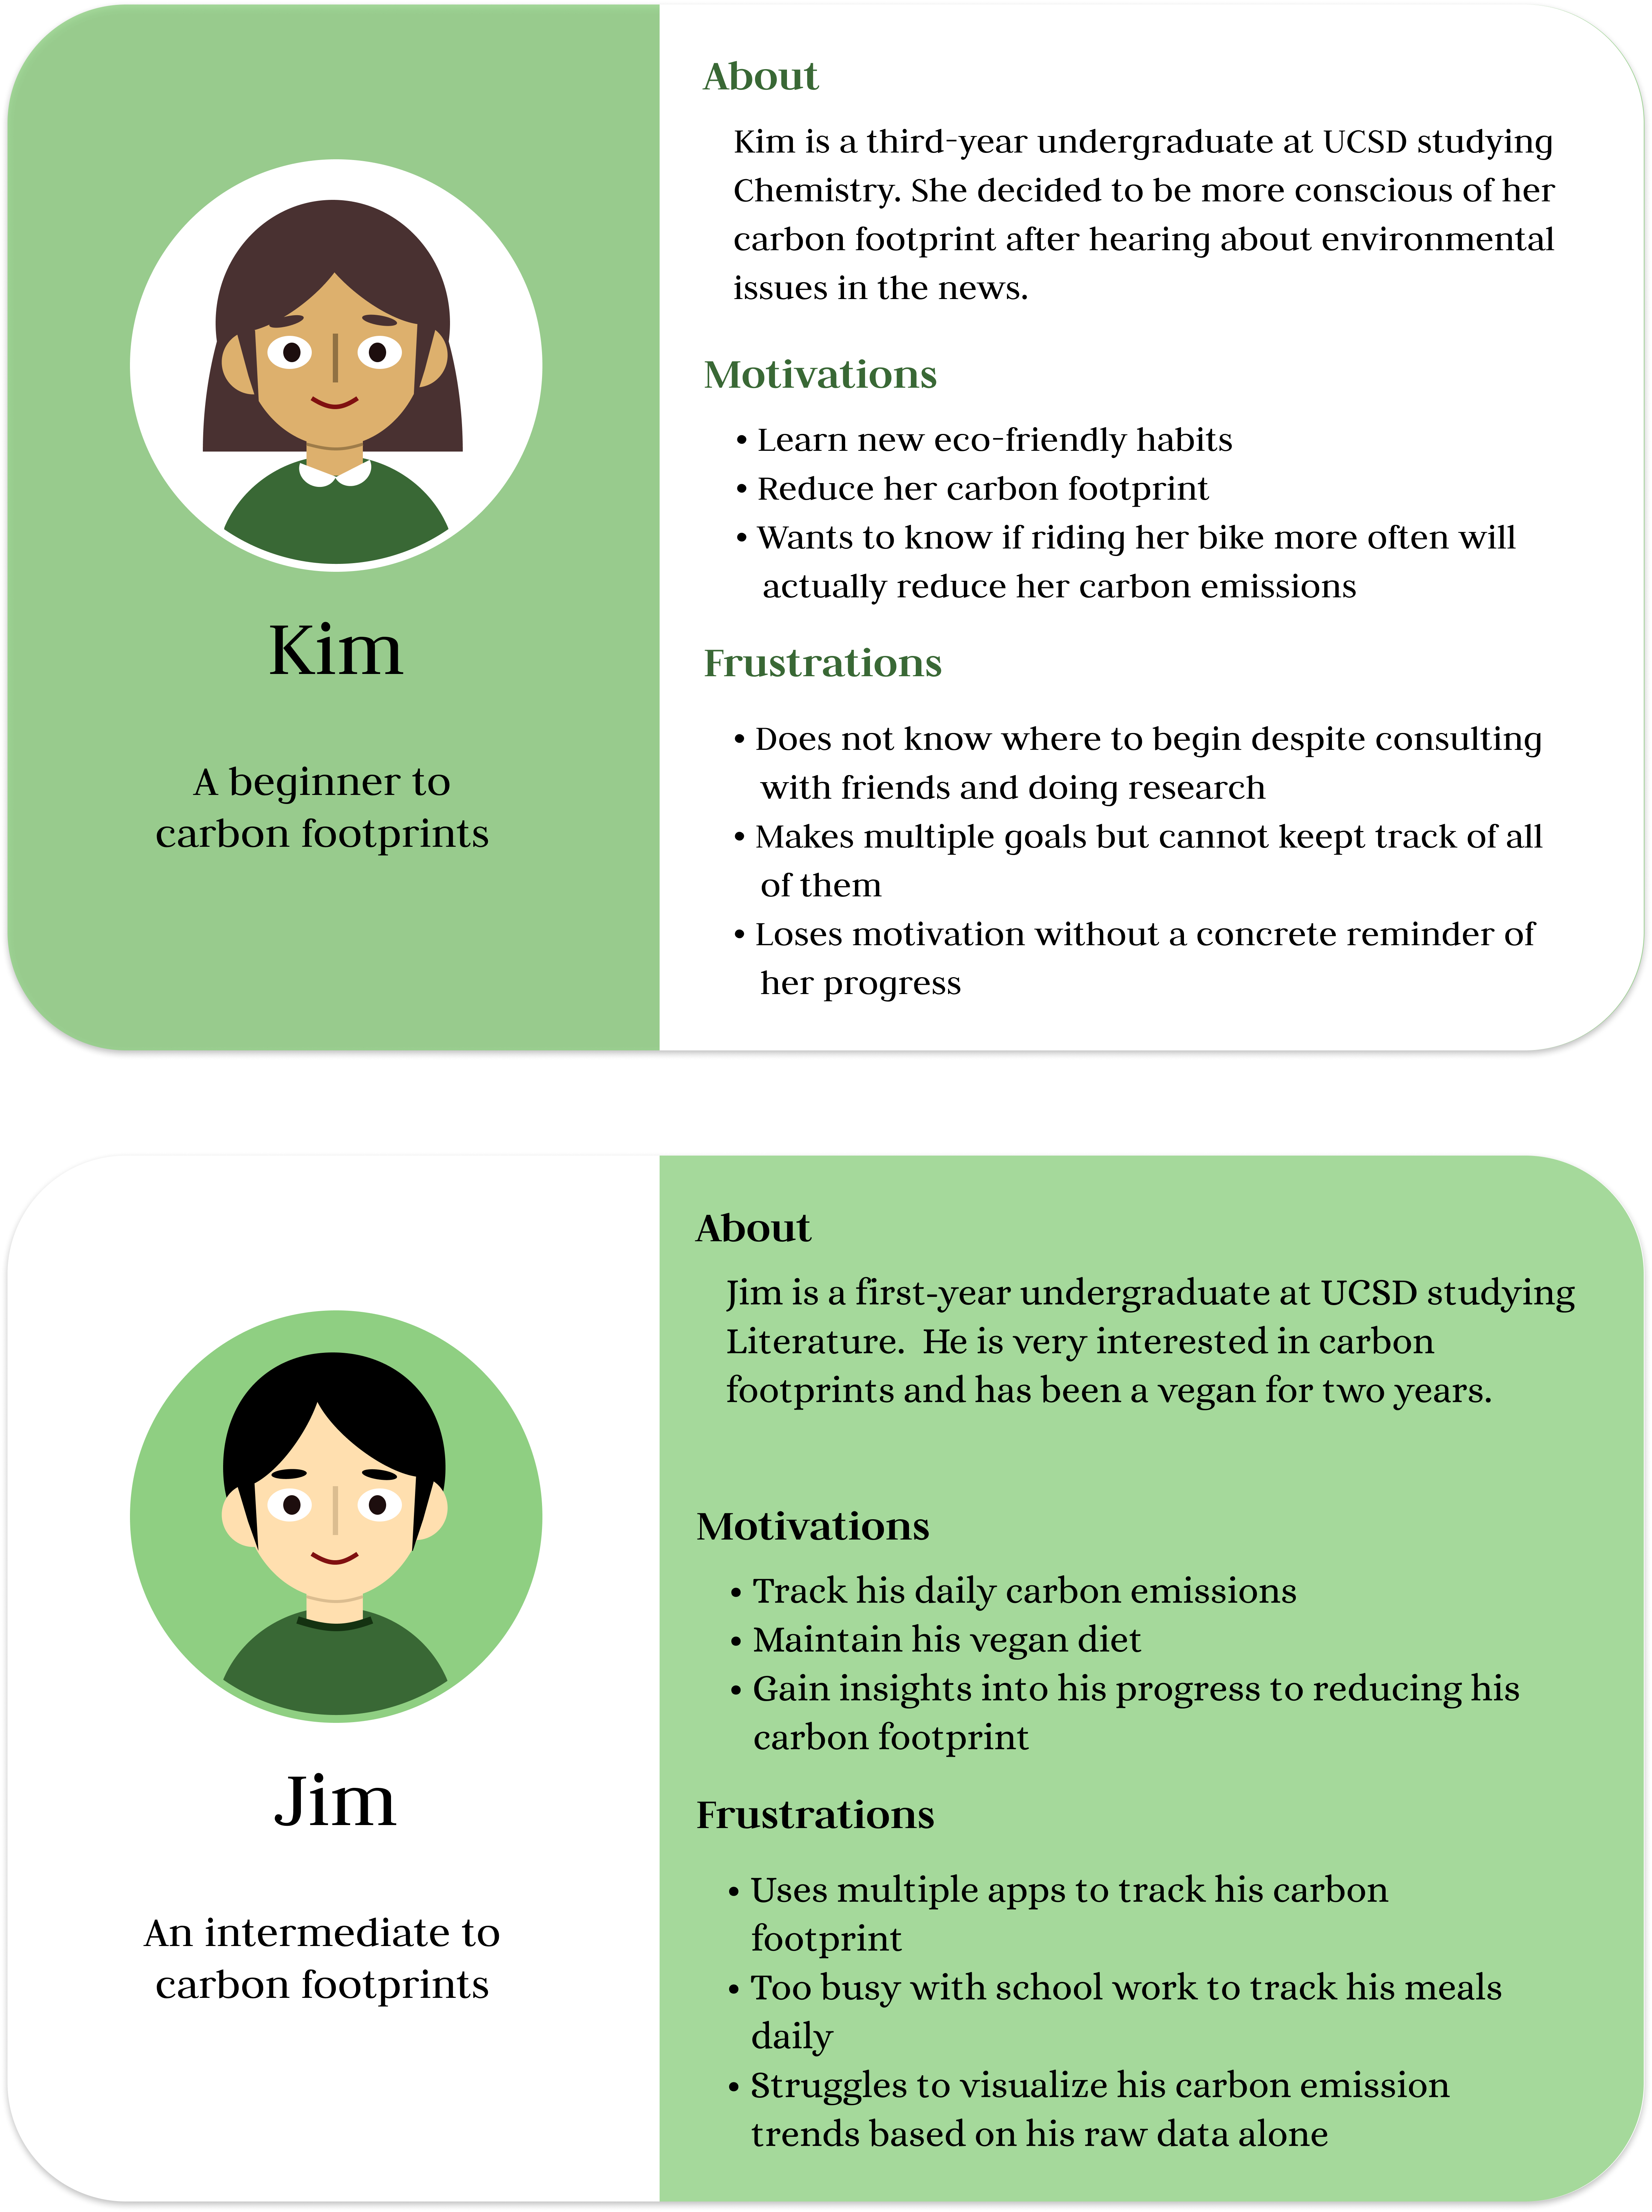 Kim
A beginner to
carbon footprints
About
Kim is a third-year undergraduate at UCSD studying
Chemistry. She decided to be more conscious of her
carbon footprint after hearing about environmental
issues in the news.
Motivations
• Learn new eco-friendly habits
• Reduce her carbon footprint
• Wants to know if riding her bike more often will
actually reduce her carbon emissions
Frustrations
• Does not know where to begin despite consulting
with friends and doing research
• Makes multiple goals but cannot keept track of all
of them
• Loses motivation without a concrete reminder of
her progress
Jim
An intermediate to
carbon footprints
About
Jim is a first-year undergraduate at UCSD studying
Literature.  He is very interested in carbon
footprints and has been a vegan for two years.
Motivations
• Track his daily carbon emissions
• Maintain his vegan diet
• Gain insights into his progress to reducing his
carbon footprint
Frustrations
• Uses multiple apps to track his carbon
footprint
• Too busy with school work to track his meals
daily
• Struggles to visualize his carbon emission
trends based on his raw data alone